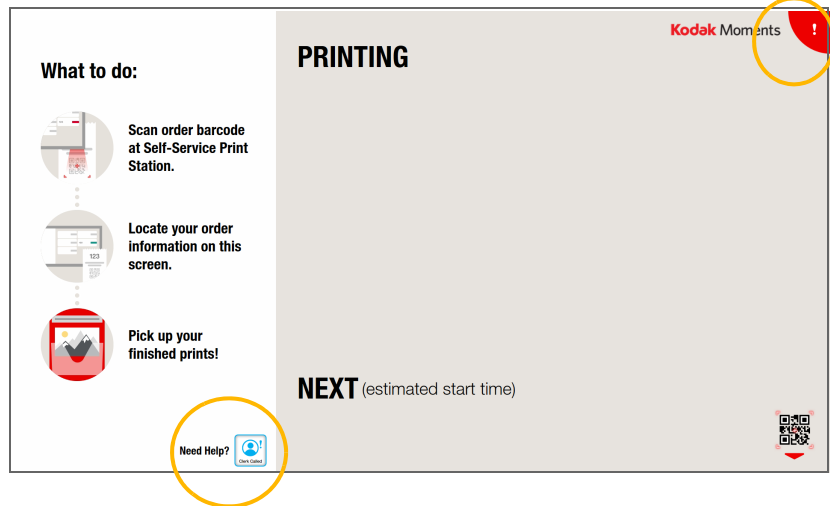 What to do:
Scan order barcode
at Self-Service Print
Station.
123
Locate your order
information on this
screen.
Pick up your
finished prints!
Need Help?
!
Clerk Called
PRINTING
Kodak Moments
!
NEXT (estimated start time)